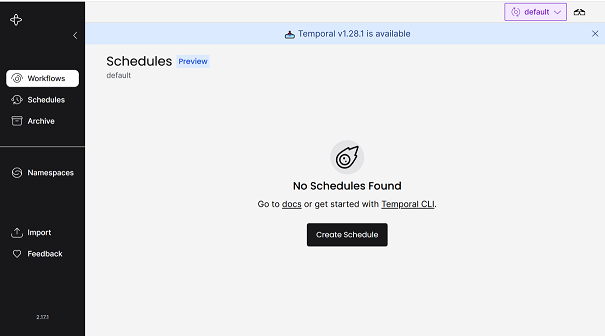 default
Temporal v1.28.1 is available
Workflows
Schedules
Archive
Namespaces
Import
Feedback
2.17.1
Schedules Preview
default
No Schedules Found
Go to docs or get started with Temporal CLI.
Create Schedule